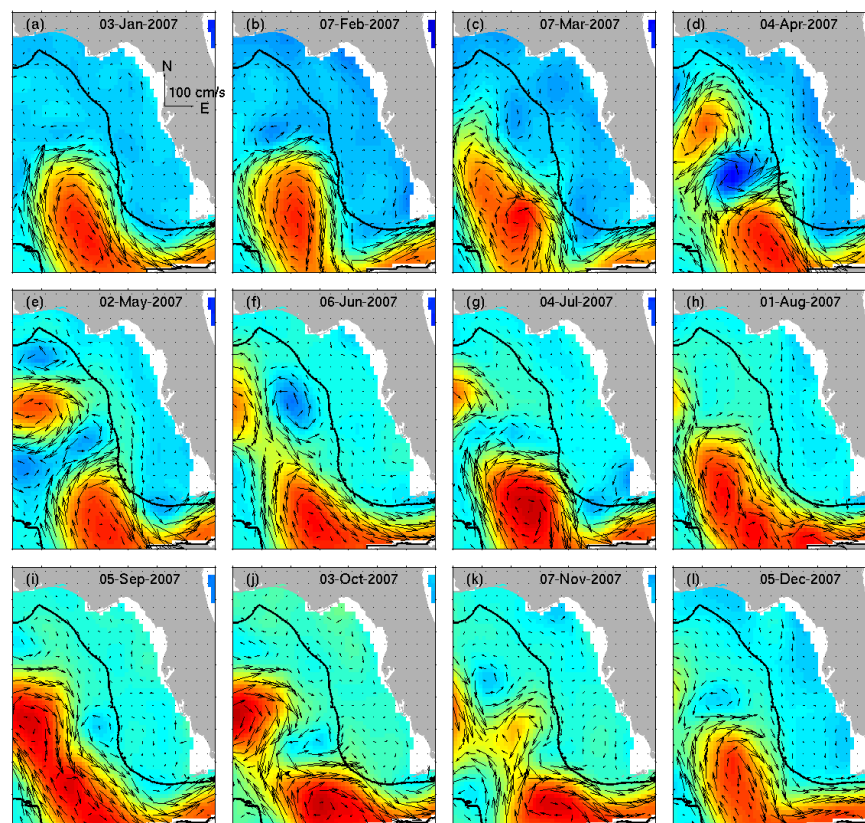 (a) 03-Jan-2007
N
100 cm/s
E
(b) 07-Feb-2007
(c) 07-Mar-2007
(d) 04-Apr-2007
(e) 02-May-2007
(f) 06-Jun-2007
(g) 04-Jul-2007
(h) 01-Aug-2007
(i) 05-Sep-2007
(j) 03-Oct-2007
(k) 07-Nov-2007
(l) 05-Dec-2007